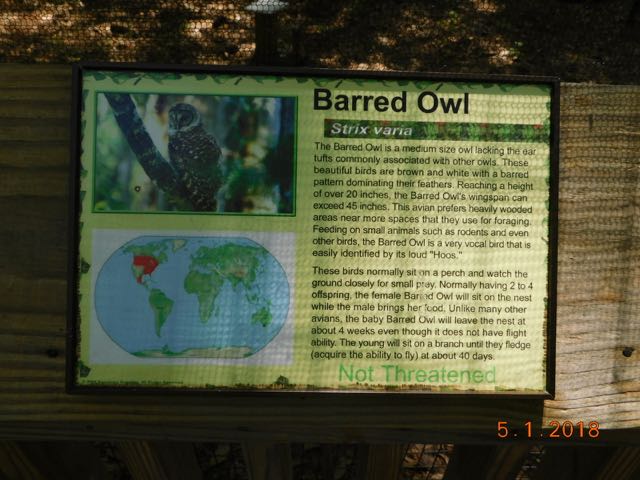 Barred Owl
Strix varia
The Barred Owl is a medium size owl lacking the ear
tufts commonly associated with other owls. These
beautiful birds are brown and white with a barred
pattern dominating their feathers. Reaching a height
of over 20 inches, the Barred Owl's wingspan can
exceed 45 inches. This avian prefers heavily wooded
areas near more spaces that they use for foraging.
Feeding on small animals such as rodents and even
other birds, the Barred Owl is a very vocal bird that is
easily identified by its loud "Hoos."
These birds normally sit on a perch and watch the
ground closely for small prey. Normally having 2 to 4
offspring, the female Barred Owl will sit on the nest
while the male brings her food. Unlike many other
avians, the baby Barred Owl will leave the nest at
about 4 weeks even though it does not have flight
ability. The young will sit on a branch until they fledge
(acquire the ability to fly) at about 40 days.
Not Threatened
5.1.2018